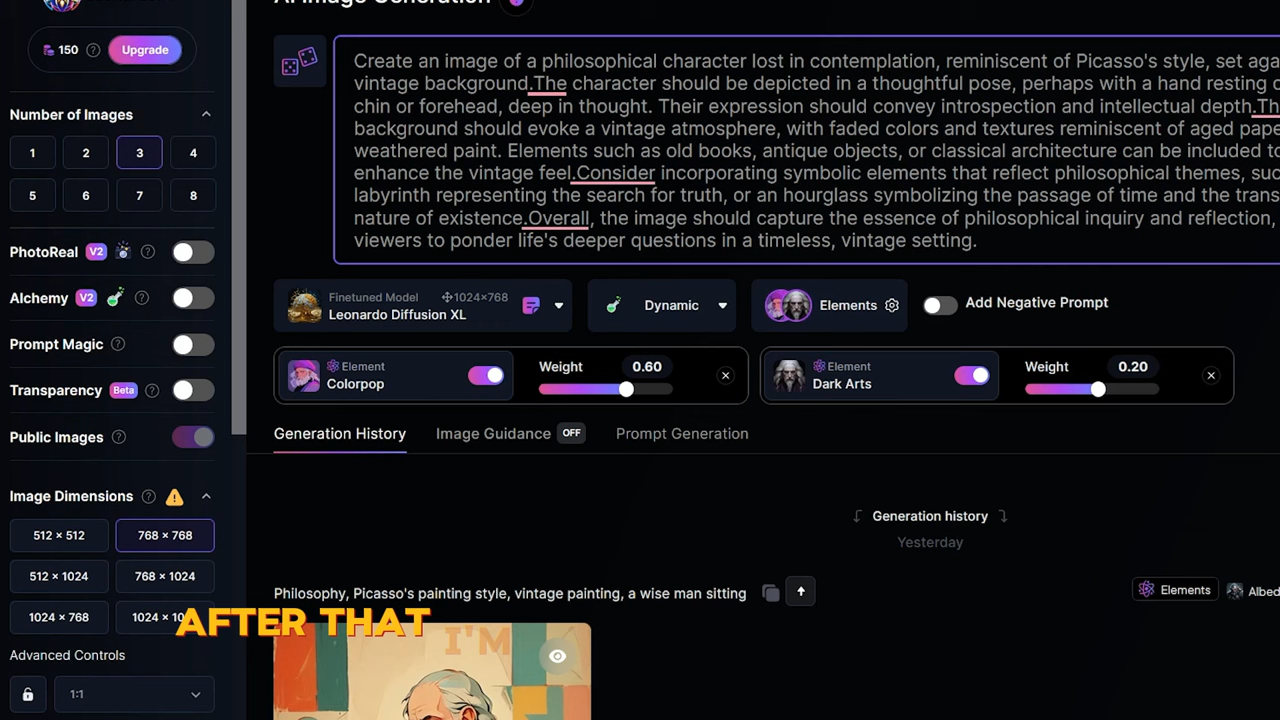 AI Image Generation
150
Upgrade
Number of Images
1 2 3 4
5 6 7 8
PhotoReal V2
Alchemy V2
Prompt Magic
Transparency Beta
Public Images
Image Dimensions
512 × 512 768 × 768
512 × 1024 768 × 1024
1024 × 768
Advanced Controls
1:1
Create an image of a philosophical character lost in contemplation, reminiscent of Picasso's style, set
vintage background.The character should be depicted in a thoughtful pose, perhaps with a hand resting
chin or forehead, deep in thought. Their expression should convey introspection and intellectual depth.
background should evoke a vintage atmosphere, with faded colors and textures reminiscent of aged
weathered paint. Elements such as old books, antique objects, or classical architecture can be included
enhance the vintage feel.Consider incorporating symbolic elements that reflect philosophical themes,
labyrinth representing the search for truth, or an hourglass symbolizing the passage of time and the
nature of existence.Overall, the image should capture the essence of philosophical inquiry and reflection,
viewers to ponder life's deeper questions in a timeless, vintage setting.
Finetuned Model 1024×768
Leonardo Diffusion XL
Dynamic
Elements
Add Negative Prompt
Element
Colorpop
Weight 0.60
Element
Dark Arts
Weight 0.20
Generation History Image Guidance OFF Prompt Generation
Generation history
Yesterday
Philosophy, Picasso's painting style, vintage painting, a wise man sitting
Elements
I'M
AFTER THAT